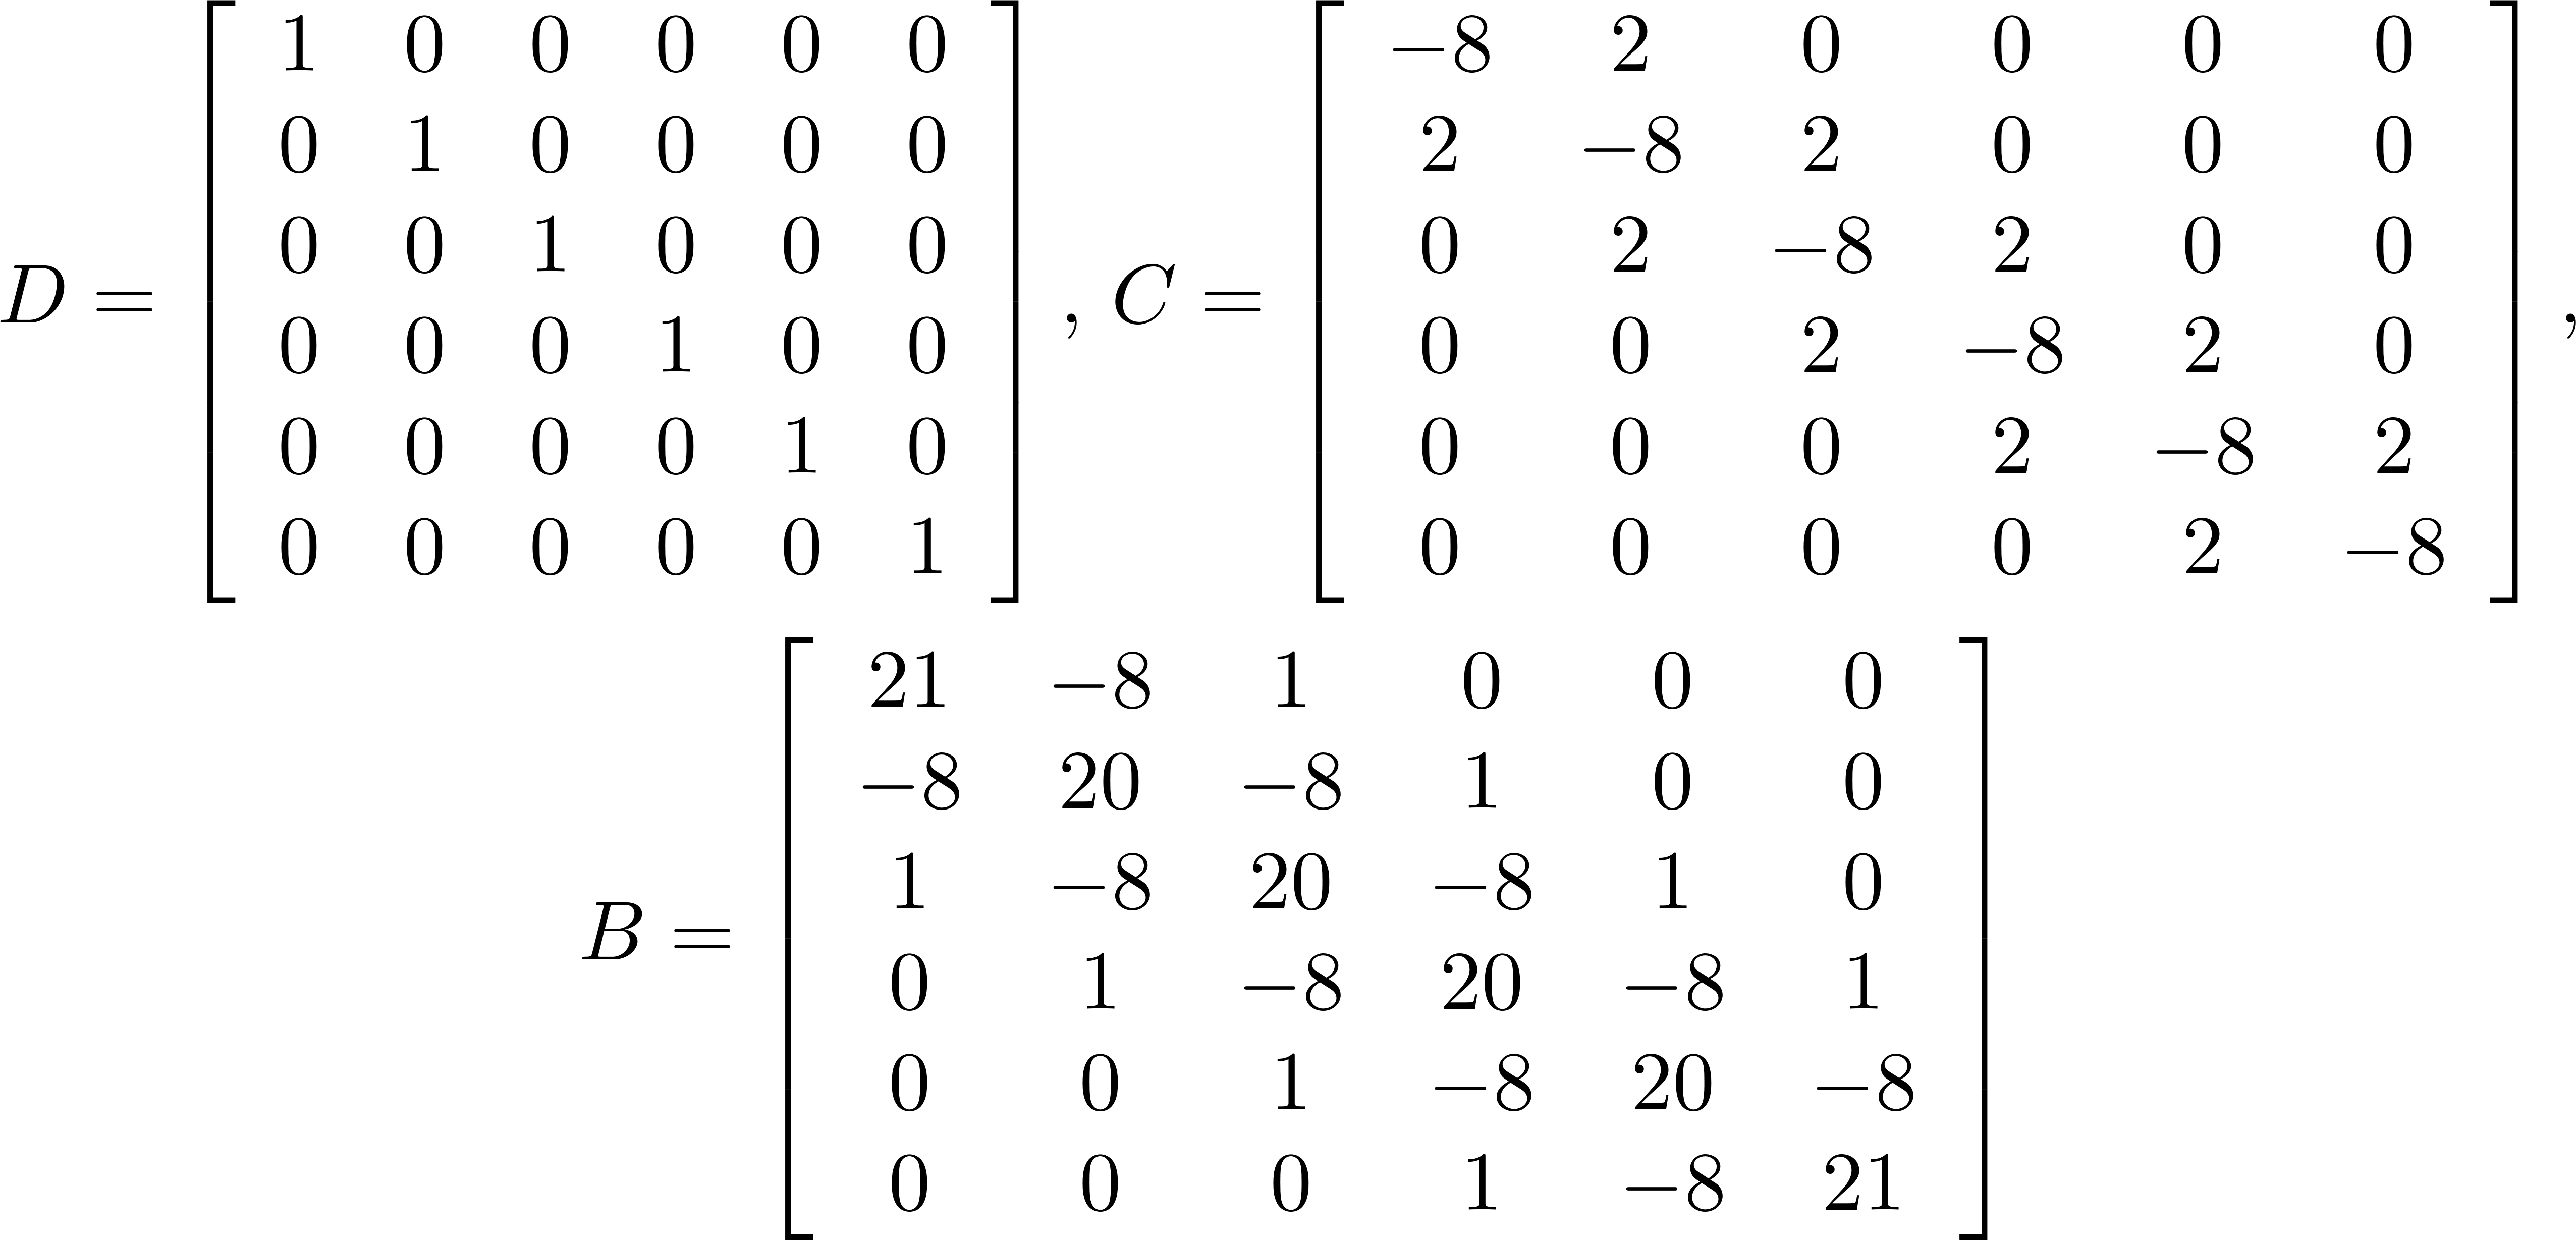 D = [ 1 0 0 0 0 0
0 1 0 0 0 0
0 0 1 0 0 0
0 0 0 1 0 0
0 0 0 0 1 0
0 0 0 0 0 1 ] , C = [ −8 2 0 0 0 0
2 −8 2 0 0 0
0 2 −8 2 0 0
0 0 2 −8 2 0
0 0 0 2 −8 2
0 0 0 0 2 −8 ] ,
B = [ 21 −8 1 0 0 0
−8 20 −8 1 0 0
1 −8 20 −8 1 0
0 1 −8 20 −8 1
0 0 1 −8 20 −8
0 0 0 1 −8 21 ]